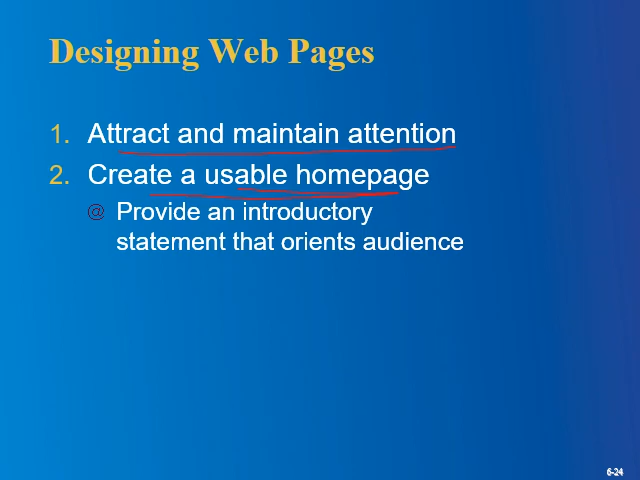 Designing Web Pages
1. Attract and maintain attention
2. Create a usable homepage
@ Provide an introductory
statement that orients audience
6-24